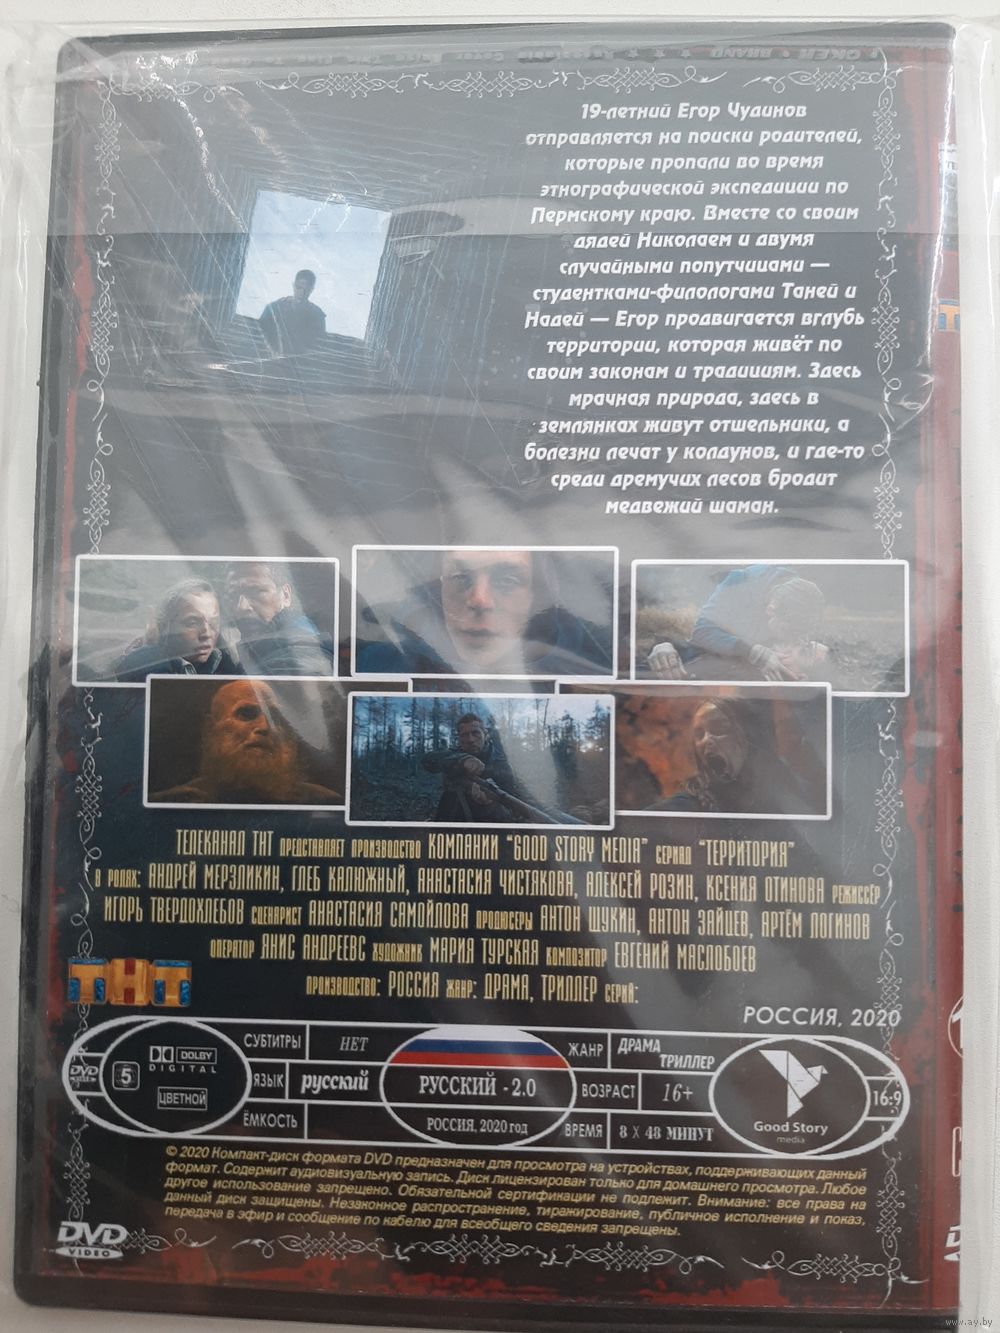 19-летний Егор Чудинов
отправляется на поиски родителей,
которые пропали во время
этнографической экспедиции по
Пермскому краю. Вместе со своим
дядей Николаем и двумя
случайными попутчицами —
студентками-филологами Таней и
Надей — Егор продвигается вглубь
территории, которая живёт по
своим законам и традициям. Здесь
мрачная природа, здесь в
землянках живут отшельники, а
болезни лечат у колдунов, и где-то
среди дремучих лесов бродит
медвежий шаман.
ТЕЛЕКАНАЛ ТНТ ПРЕДСТАВЛЯЕТ ПРОИЗВОДСТВО КОМПАНИИ "GOOD STORY MEDIA" СЕРИАЛ "ТЕРРИТОРИЯ"
В РОЛЯХ: АНДРЕЙ МЕРЗЛИКИН, ГЛЕБ КАЛЮЖНЫЙ, АНАСТАСИЯ ЧИСТЯКОВА, АЛЕКСЕЙ РОЗИН, КСЕНИЯ ОТИНОВА РЕЖИССЁР
ИГОРЬ ТВЕРДОХЛЕБОВ СЦЕНАРИСТ АНАСТАСИЯ САМОЙЛОВА ПРОДЮСЕРЫ АНТОН ЩУКИН, АНТОН ЗАЙЦЕВ, АРТЁМ ЛОГИНОВ
ОПЕРАТОР ЯНИС АНДРЕЕВС ХУДОЖНИК МАРИЯ ТУРСКАЯ КОМПОЗИТОР ЕВГЕНИЙ МАСЛОБОЕВ
ПРОИЗВОДСТВО: РОССИЯ ЖАНР: ДРАМА, ТРИЛЛЕР СЕРИЙ:
ТНТ
РОССИЯ, 2020
DVD
5
DOLBY
DIGITAL
ЦВЕТНОЙ
СУБТИТРЫ НЕТ
ЯЗЫК русский
ЁМКОСТЬ
РУССКИЙ - 2.0
РОССИЯ, 2020 год
ЖАНР ДРАМА
ТРИЛЛЕР
ВОЗРАСТ 16+
ВРЕМЯ 8 X 48 МИНУТ
Good Story
media
16:9
© 2020 Компакт-диск формата DVD предназначен для просмотра на устройствах, поддерживающих данный
формат. Содержит аудиовизуальную запись. Диск лицензирован только для домашнего просмотра. Любое
другое использование запрещено. Обязательной сертификации не подлежит. Внимание: все права на
данный диск защищены. Незаконное распространение, тиражирование, публичное исполнение и показ,
передача в эфир и сообщение по кабелю для всеобщего сведения запрещены.
DVD
VIDEO
www.ay.by